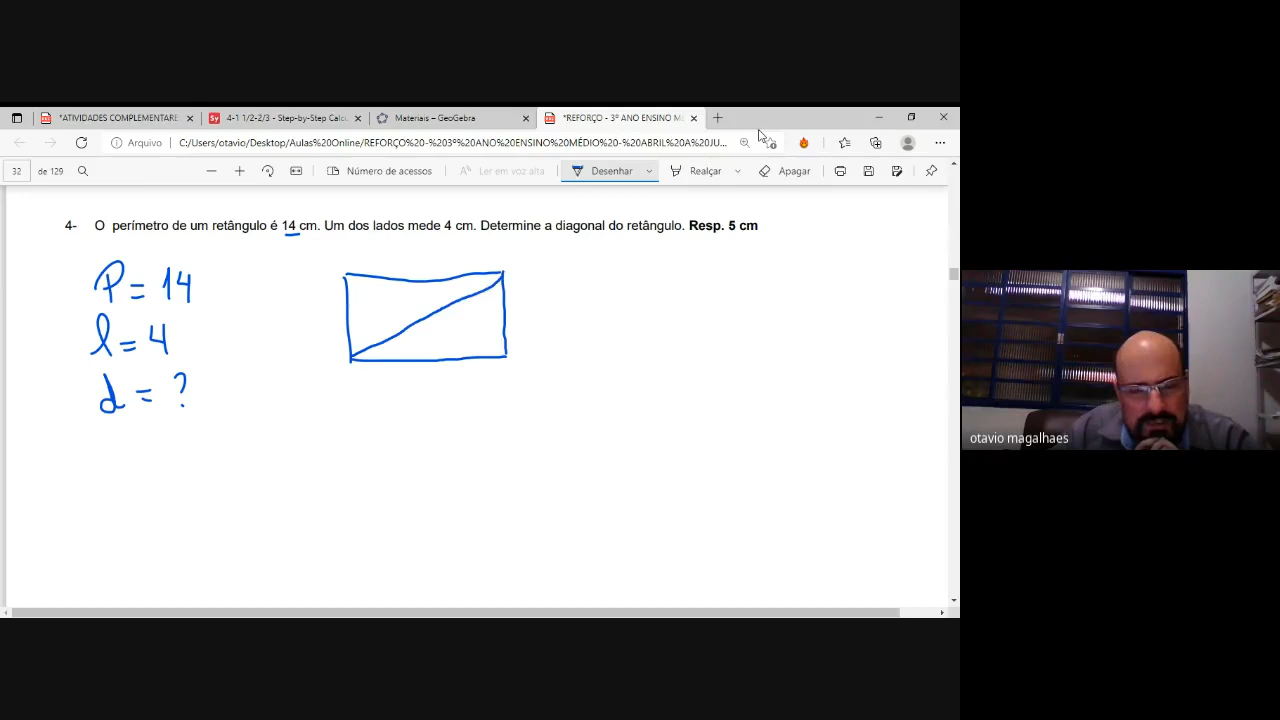 *ATIVIDADES COMPLEMENTARE
4-1 1/2-2/3 - Step-by-Step Calcu
Materiais – GeoGebra
*REFORÇO - 3º ANO ENSINO ME
Arquivo
C:/Users/otavio/Desktop/Aulas%20Online/REFORÇO%20-%203º%20ANO%20ENSINO%20MÉDIO%20-%20ABRIL%20A%20JU...
32
de 129
Número de acessos
Ler em voz alta
Desenhar
Realçar
Apagar
4- O perímetro de um retângulo é 14 cm. Um dos lados mede 4 cm. Determine a diagonal do retângulo. Resp. 5 cm
P = 14
l = 4
d = ?
otavio magalhaes